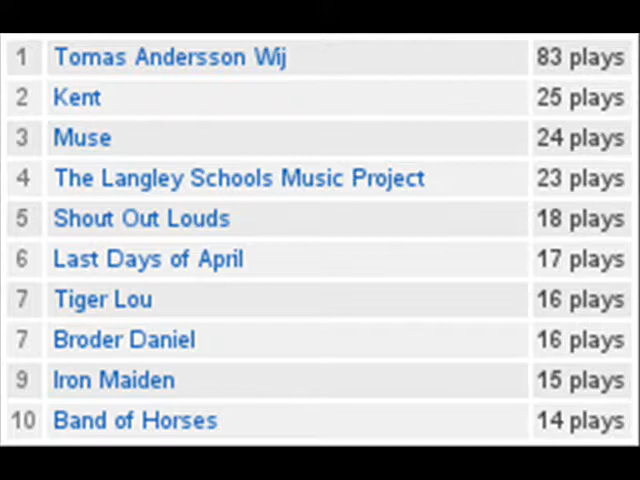 1 Tomas Andersson Wij 83 plays
2 Kent 25 plays
3 Muse 24 plays
4 The Langley Schools Music Project 23 plays
5 Shout Out Louds 18 plays
6 Last Days of April 17 plays
7 Tiger Lou 16 plays
7 Broder Daniel 16 plays
9 Iron Maiden 15 plays
10 Band of Horses 14 plays